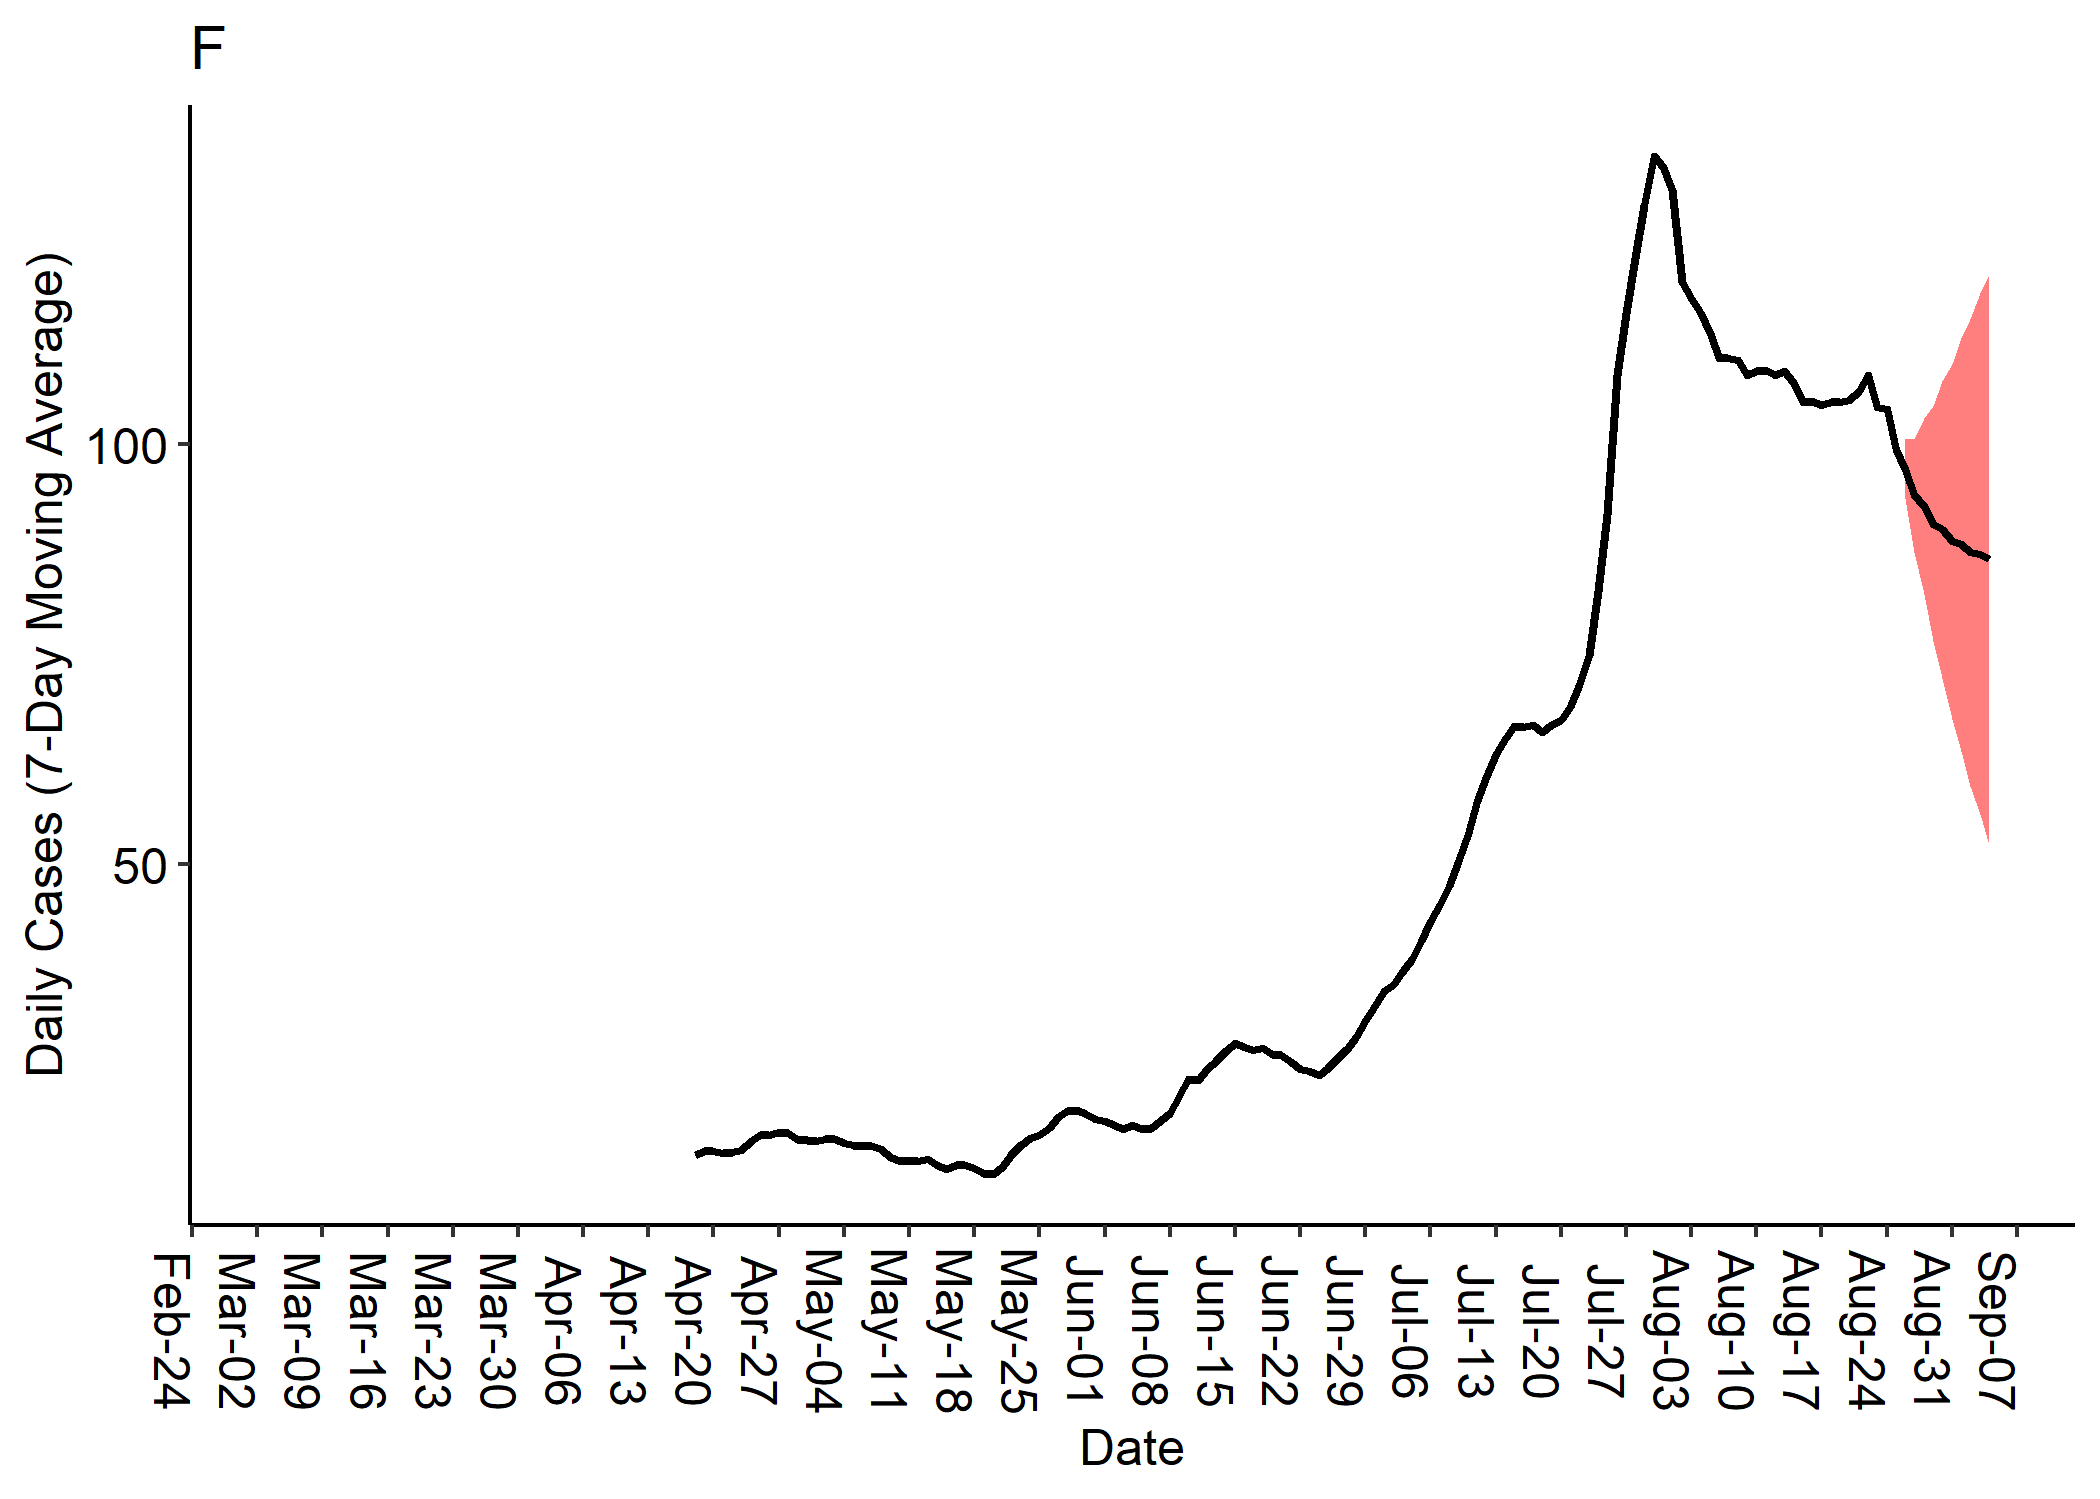 F
Daily Cases (7-Day Moving Average)
100
50
Feb-24
Mar-02
Mar-09
Mar-16
Mar-23
Mar-30
Apr-06
Apr-13
Apr-20
Apr-27
May-04
May-11
May-18
May-25
Jun-01
Jun-08
Jun-15
Jun-22
Jun-29
Jul-06
Jul-13
Jul-20
Jul-27
Aug-03
Aug-10
Aug-17
Aug-24
Aug-31
Sep-07
Date